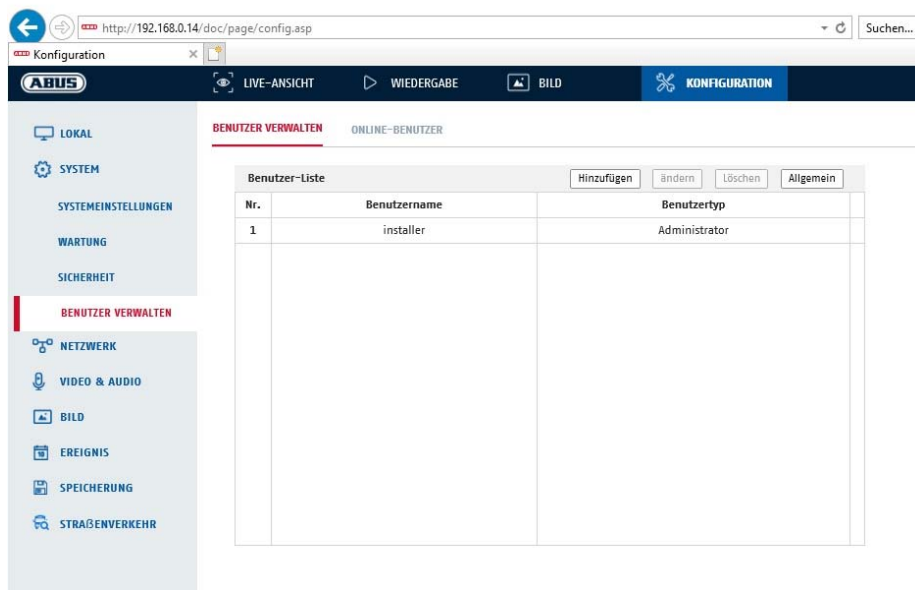 http://192.168.0.14/doc/page/config.asp
Suchen...
Konfiguration
ABUS
LIVE-ANSICHT
WIEDERGABE
BILD
KONFIGURATION
LOKAL
SYSTEM
SYSTEMEINSTELLUNGEN
WARTUNG
SICHERHEIT
BENUTZER VERWALTEN
NETZWERK
VIDEO & AUDIO
BILD
EREIGNIS
SPEICHERUNG
STRAßENVERKEHR
BENUTZER VERWALTEN
ONLINE-BENUTZER
Benutzer-Liste
Hinzufügen
ändern
Löschen
Allgemein
Nr. Benutzername Benutzertyp
1 installer Administrator